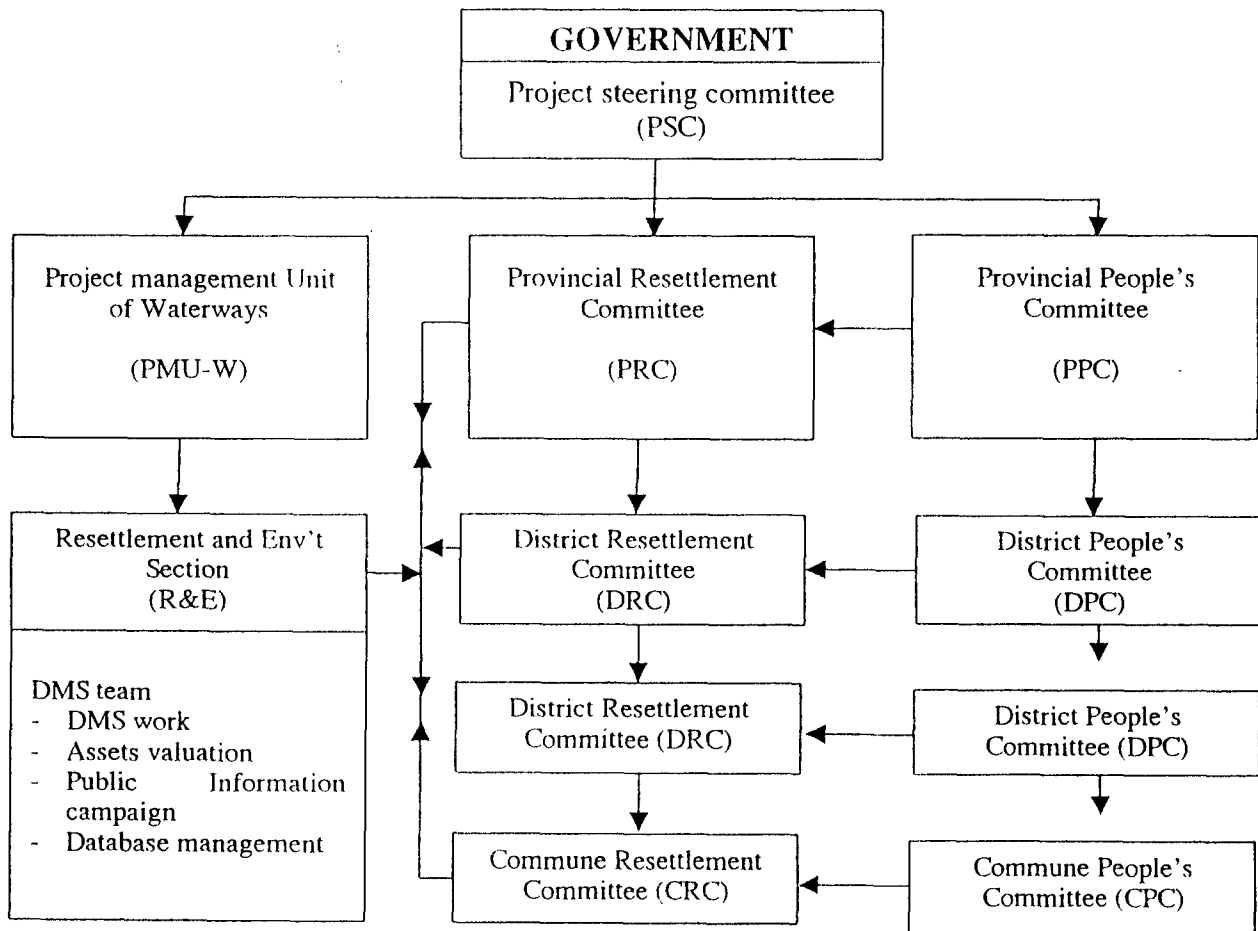 GOVERNMENT
Project steering committee
(PSC)
Project management Unit
of Waterways
(PMU-W)
Provincial Resettlement
Committee
(PRC)
Provincial People's
Committee
(PPC)
Resettlement and Env't
Section
(R&E)
District Resettlement
Committee
(DRC)
District People's
Committee
(DPC)
DMS team
- DMS work
- Assets valuation
- Public Information
campaign
- Database management
District Resettlement
Committee (DRC)
District People's
Committee (DPC)
Commune Resettlement
Committee (CRC)
Commune People's
Committee (CPC)